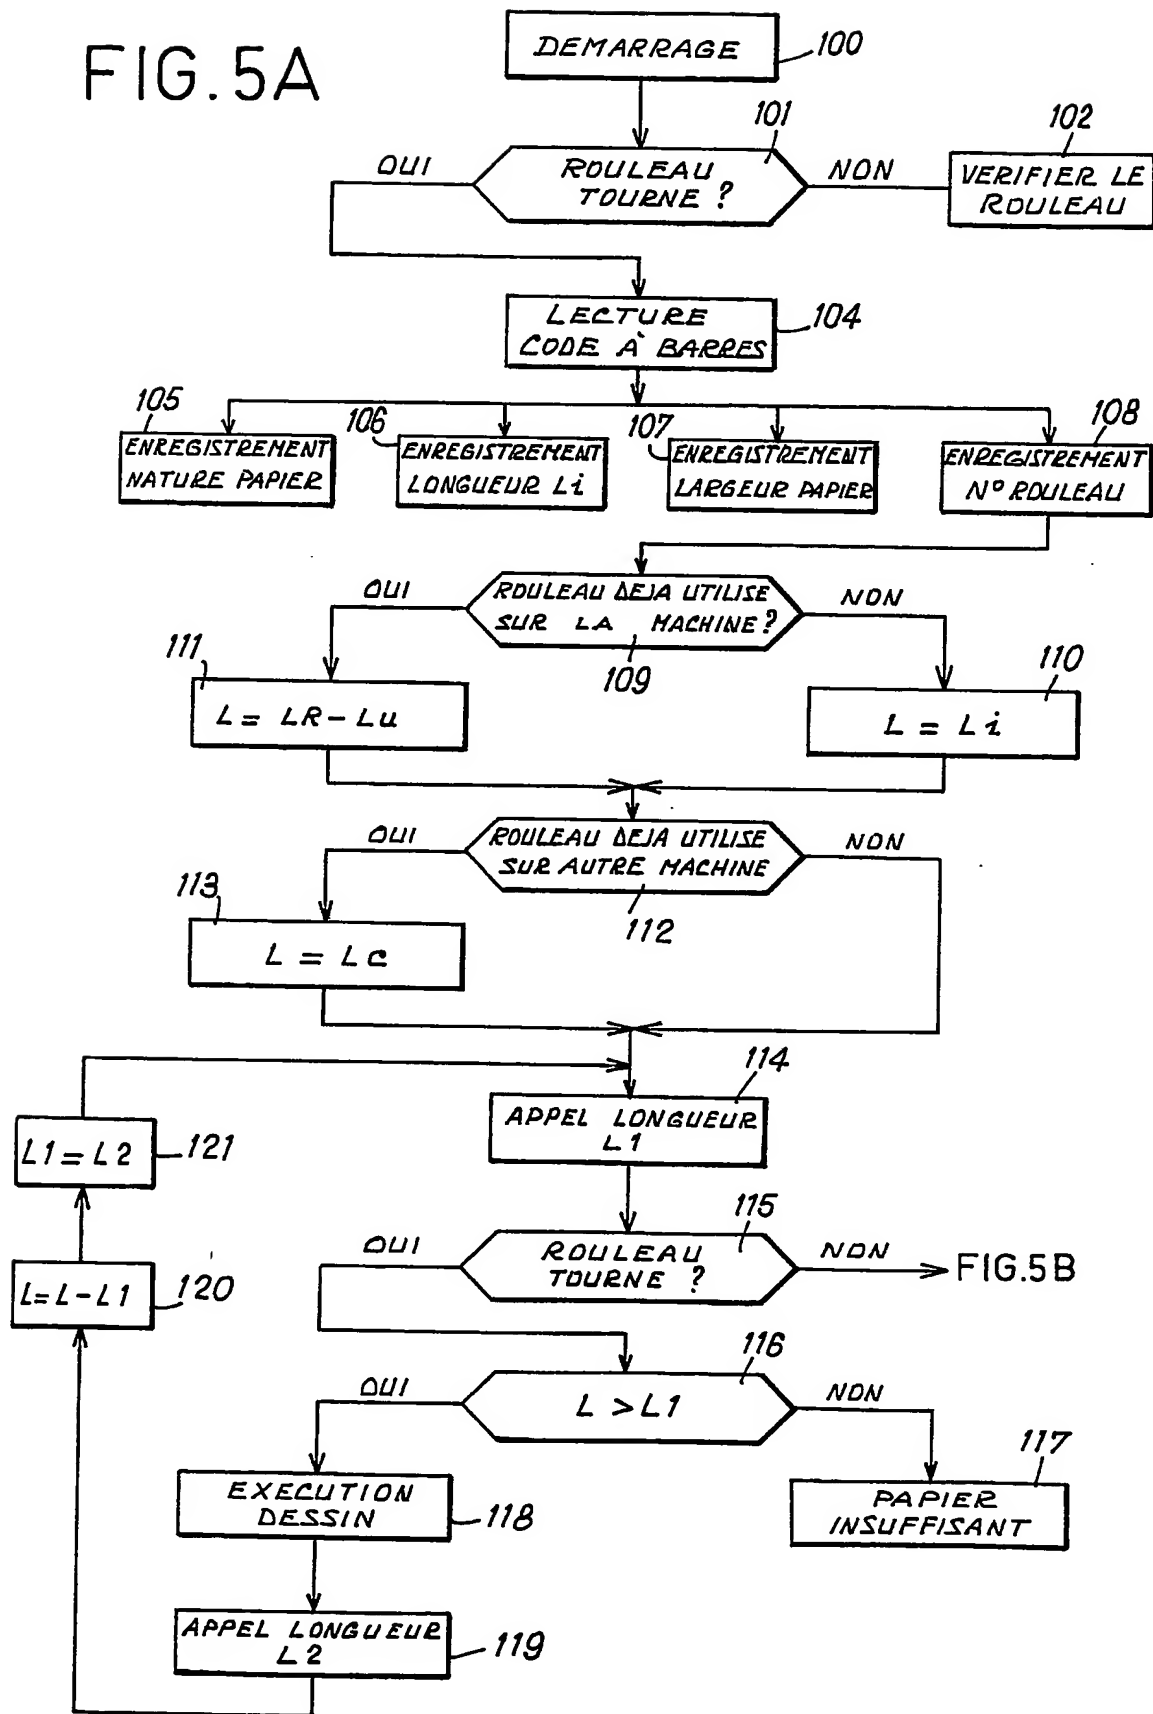 FIG.5A
DEMARRAGE
100
101
102
OUI
ROULEAU
TOURNE ?
NON
VERIFIER LE
ROULEAU
LECTURE
CODE À BARRES
104
105
106
107
108
ENREGISTREMENT
NATURE PAPIER
ENREGISTREMENT
LONGUEUR Li
ENREGISTREMENT
LARGEUR PAPIER
ENREGISTREMENT
N° ROULEAU
OUI
ROULEAU DEJA UTILISE
SUR LA MACHINE?
NON
109
111
L = LR - Lu
110
L = Li
OUI
ROULEAU DEJA UTILISE
SUR AUTRE MACHINE
NON
112
113
L = Lc
114
APPEL LONGUEUR
L1
L1 = L2
121
115
OUI
ROULEAU
TOURNE ?
NON
FIG.5B
L=L-L1
120
116
OUI
L > L1
NON
117
EXECUTION
DESSIN
118
PAPIER
INSUFFISANT
APPEL LONGUEUR
L2
119